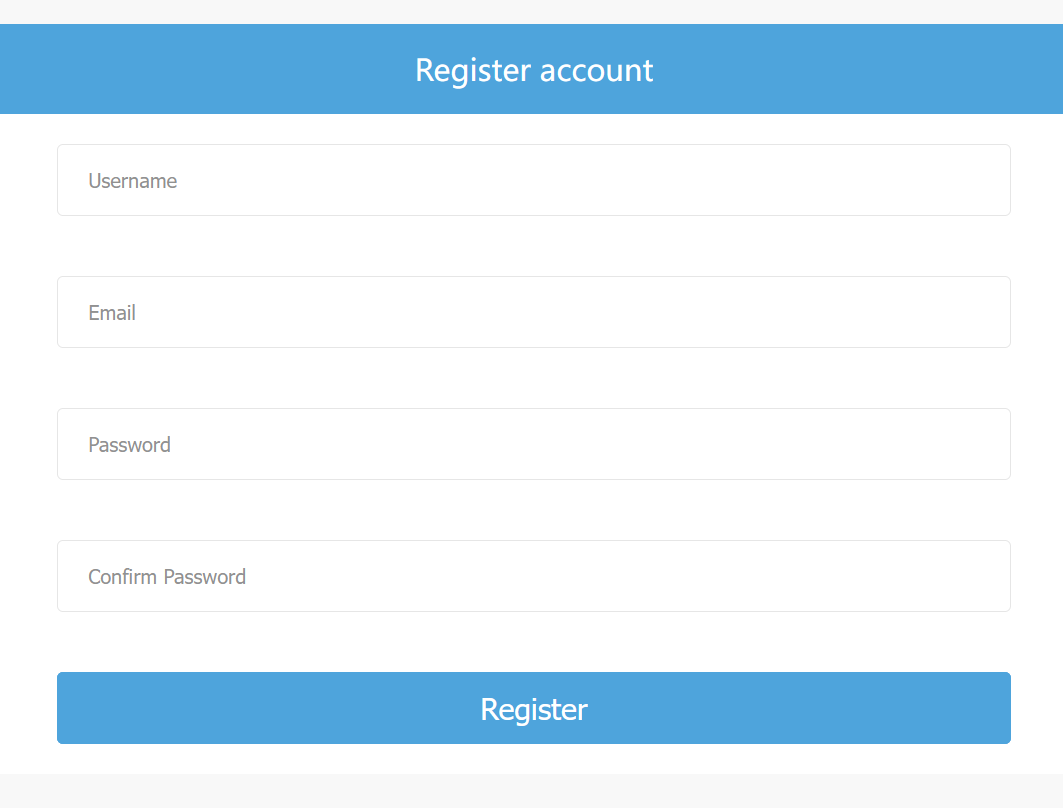 Register account
Username
Email
Password
Confirm Password
Register